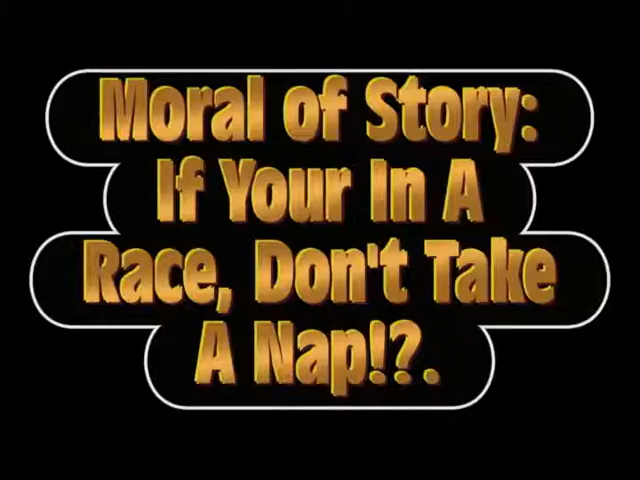 Moral of Story:
If Your In A
Race, Don't Take
A Nap!?.